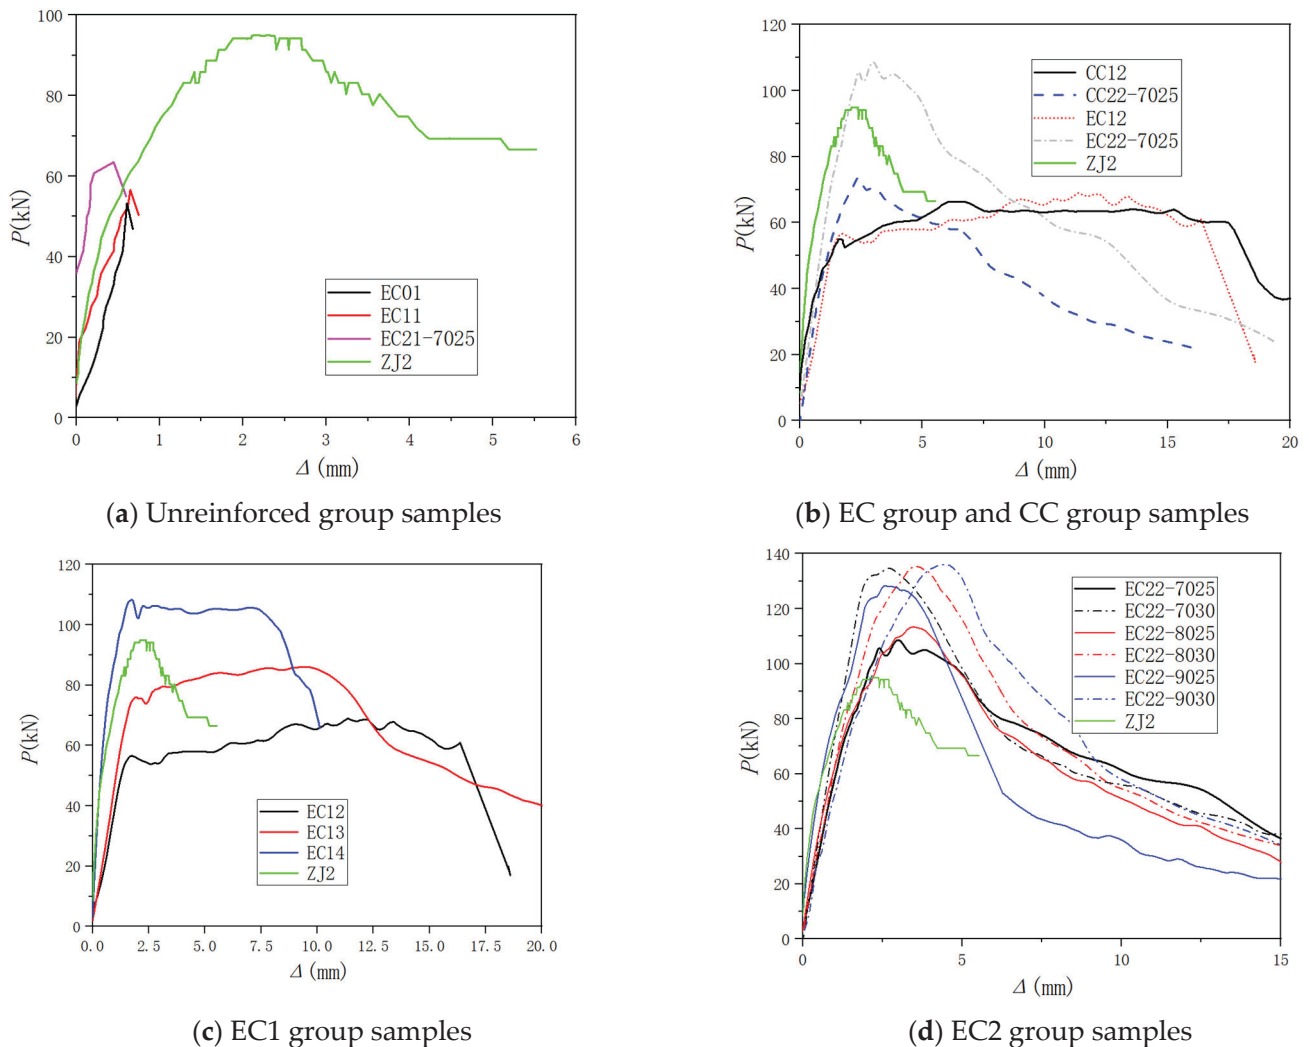 100
80
60
40
20
0
P(kN)
EC01
EC11
EC21-7025
ZJ2
0 1 2 3 4 5 6
Δ (mm)
(a) Unreinforced group samples
120
100
80
60
40
20
0
P(kN)
CC12
CC22-7025
EC12
EC22-7025
ZJ2
0 5 10 15 20
Δ (mm)
(b) EC group and CC group samples
120
100
80
60
40
20
0
P(kN)
EC12
EC13
EC14
ZJ2
0.0 2.5 5.0 7.5 10.0 12.5 15.0 17.5 20.0
Δ (mm)
(c) EC1 group samples
140
120
100
80
60
40
20
0
P(kN)
EC22-7025
EC22-7030
EC22-8025
EC22-8030
EC22-9025
EC22-9030
ZJ2
0 5 10 15
Δ (mm)
(d) EC2 group samples